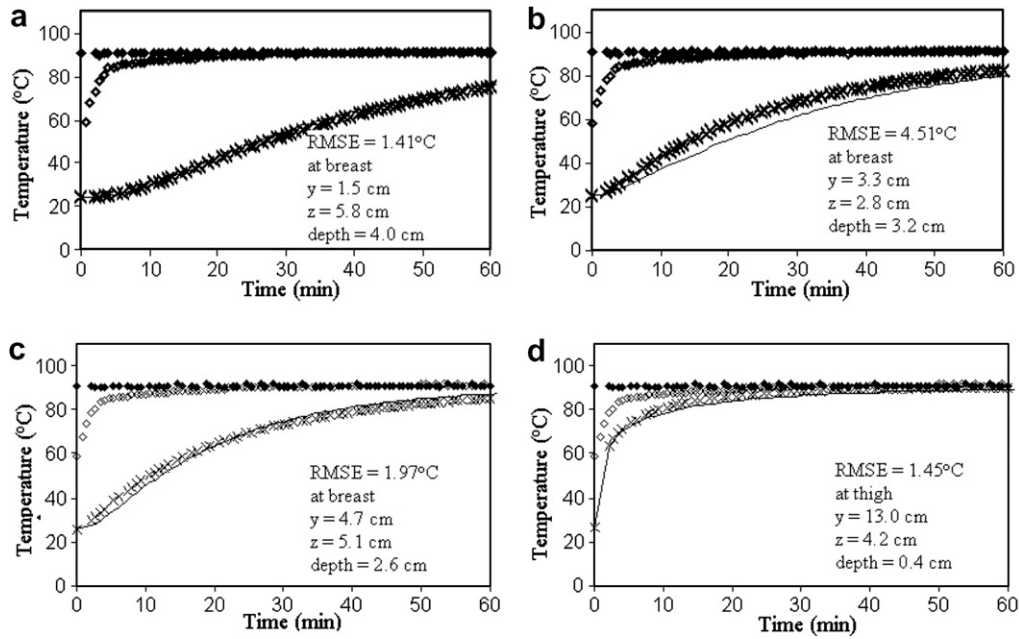 a
Temperature (°C)
100
80
60
40
20
0
RMSE = 1.41°C
at breast
y = 1.5 cm
z = 5.8 cm
depth = 4.0 cm
0 10 20 30 40 50 60
Time (min)
b
Temperature (°C)
100
80
60
40
20
0
RMSE = 4.51°C
at breast
y = 3.3 cm
z = 2.8 cm
depth = 3.2 cm
0 10 20 30 40 50 60
Time (min)
c
Temperature (°C)
100
80
60
40
20
0
RMSE = 1.97°C
at breast
y = 4.7 cm
z = 5.1 cm
depth = 2.6 cm
0 10 20 30 40 50 60
Time (min)
d
Temperature (°C)
100
80
60
40
20
0
RMSE = 1.45°C
at thigh
y = 13.0 cm
z = 4.2 cm
depth = 0.4 cm
0 10 20 30 40 50 60
Time (min)